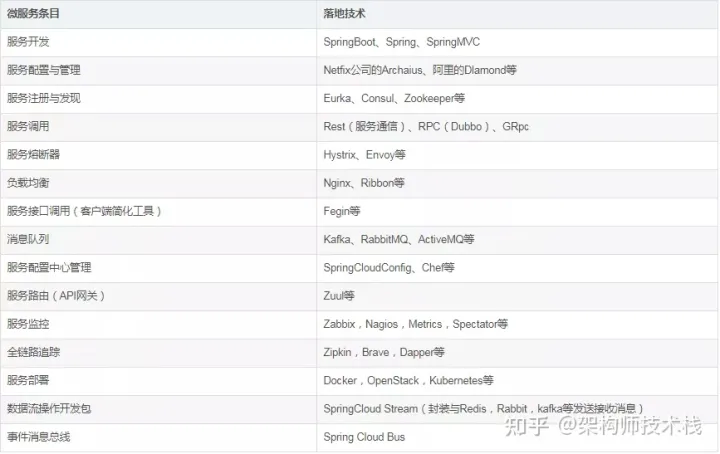 微服务条目 落地技术
服务开发 SpringBoot、Spring、SpringMVC
服务配置与管理 Netfix公司的Archaius、阿里的Dlamond等
服务注册与发现 Eurka、Consul、Zookeeper等
服务调用 Rest（服务通信）、RPC（Dubbo）、GRpc
服务熔断器 Hystrix、Envoy等
负载均衡 Nginx、Ribbon等
服务接口调用（客户端简化工具） Fegin等
消息队列 Kafka、RabbitMQ、ActiveMQ等
服务配置中心管理 SpringCloudConfig、Chef等
服务路由（API网关） Zuul等
服务监控 Zabbix，Nagios，Metrics，Spectator等
全链路追踪 Zipkin，Brave，Dapper等
服务部署 Docker，OpenStack，Kubernetes等
数据流操作开发包 SpringCloud Stream（封装与Redis，Rabbit，kafka等发送接收消息）
事件消息总线 Spring Cloud Bus
知乎 @架构师技术栈